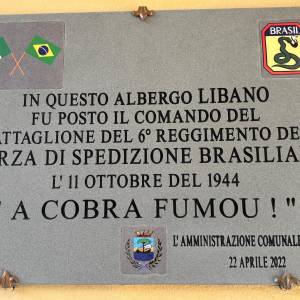 BRASIL
IN QUESTO ALBERGO LIBANO
FU POSTO IL COMANDO DEL
ATTAGLIONE DEL 6° REGGIMENTO DE
RZA DI SPEDIZIONE BRASILIA
L' 11 OTTOBRE DEL 1944
" A COBRA FUMOU ! "
L'AMMINISTRAZIONE COMUNALE
22 APRILE 2022